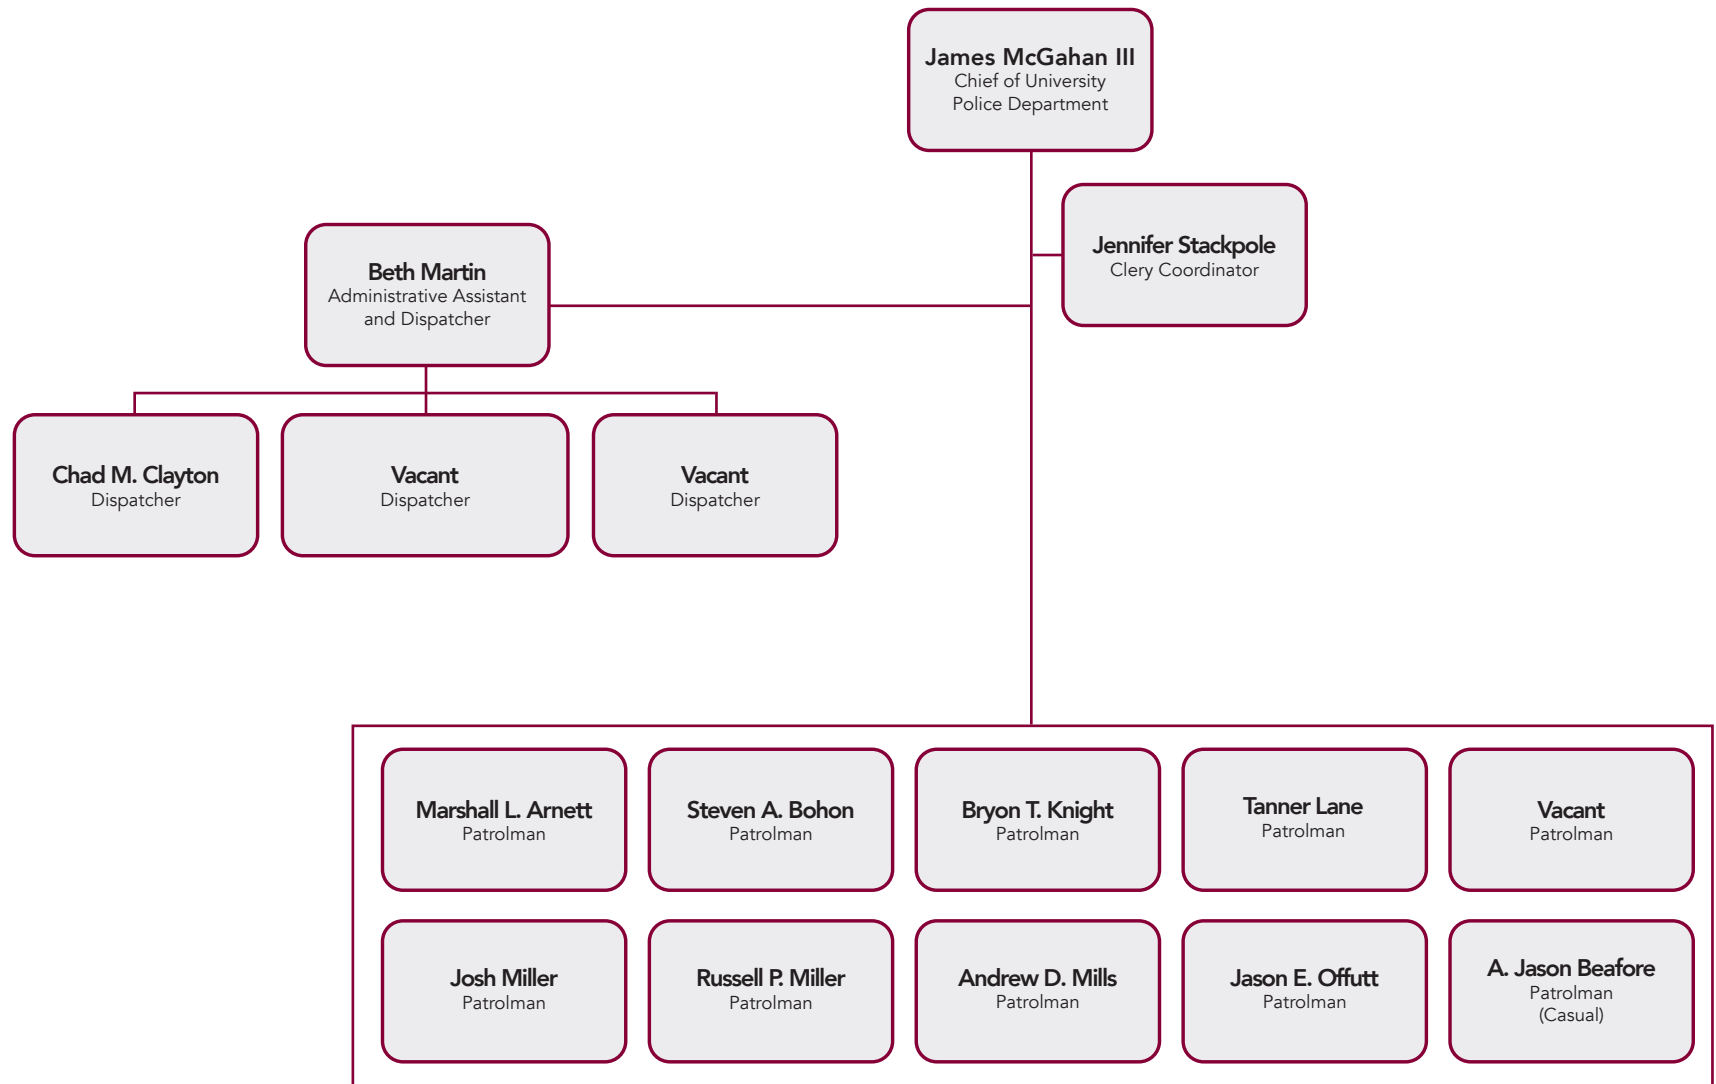 James McGahan III
Chief of University
Police Department
Jennifer Stackpole
Clery Coordinator
Beth Martin
Administrative Assistant
and Dispatcher
Chad M. Clayton
Dispatcher
Vacant
Dispatcher
Vacant
Dispatcher
Marshall L. Arnett
Patrolman
Steven A. Bohon
Patrolman
Bryon T. Knight
Patrolman
Tanner Lane
Patrolman
Vacant
Patrolman
Josh Miller
Patrolman
Russell P. Miller
Patrolman
Andrew D. Mills
Patrolman
Jason E. Offutt
Patrolman
A. Jason Beafore
Patrolman
(Casual)